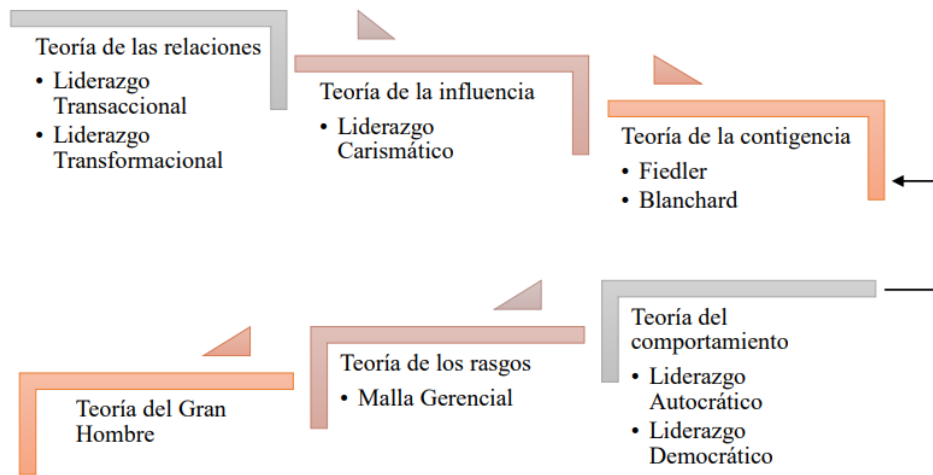 Teoría de las relaciones
• Liderazgo
Transaccional
• Liderazgo
Transformacional
Teoría de la influencia
• Liderazgo
Carismático
Teoría de la contigencia
• Fiedler
• Blanchard
Teoría del Gran
Hombre
Teoría de los rasgos
• Malla Gerencial
Teoría del
comportamiento
• Liderazgo
Autocrático
• Liderazgo
Democrático